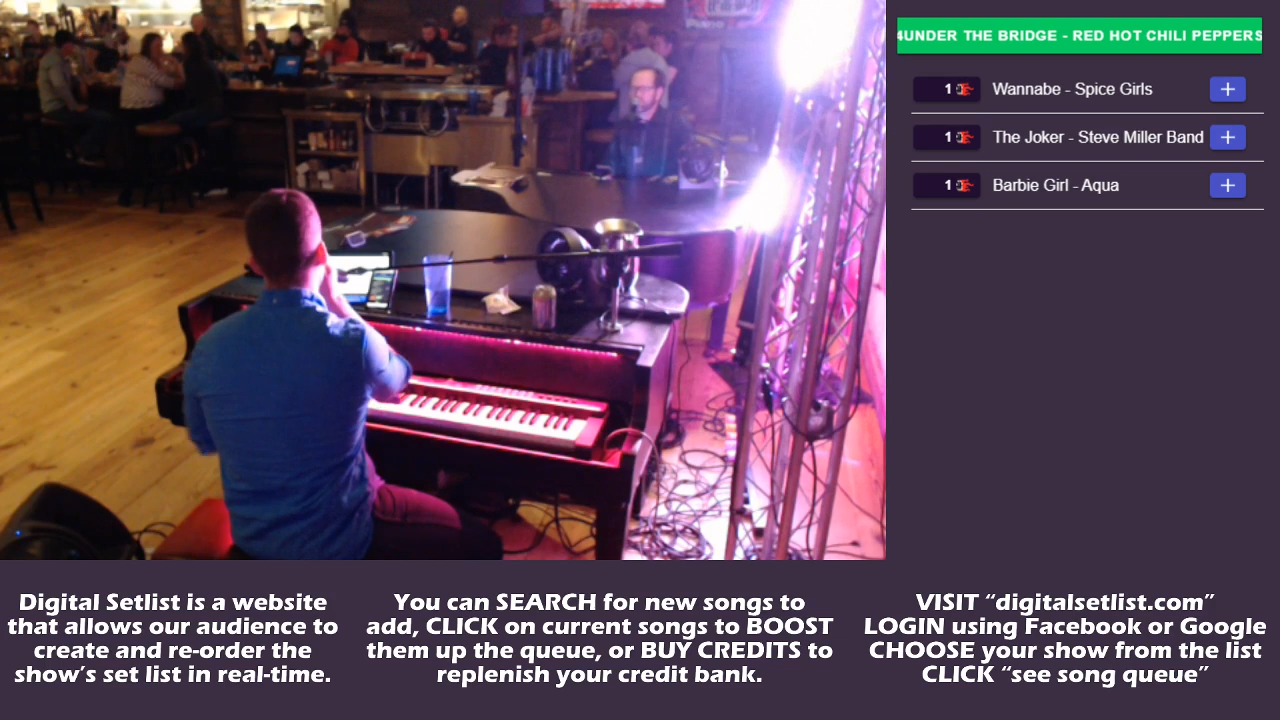 Piano
4UNDER THE BRIDGE - RED HOT CHILI PEPPERS
1 Wannabe - Spice Girls +
1 The Joker - Steve Miller Band +
1 Barbie Girl - Aqua +
Digital Setlist is a website
that allows our audience to
create and re-order the
show's set list in real-time.
You can SEARCH for new songs to
add, CLICK on current songs to BOOST
them up the queue, or BUY CREDITS to
replenish your credit bank.
VISIT “digitalsetlist.com”
LOGIN using Facebook or Google
CHOOSE your show from the list
CLICK “see song queue”